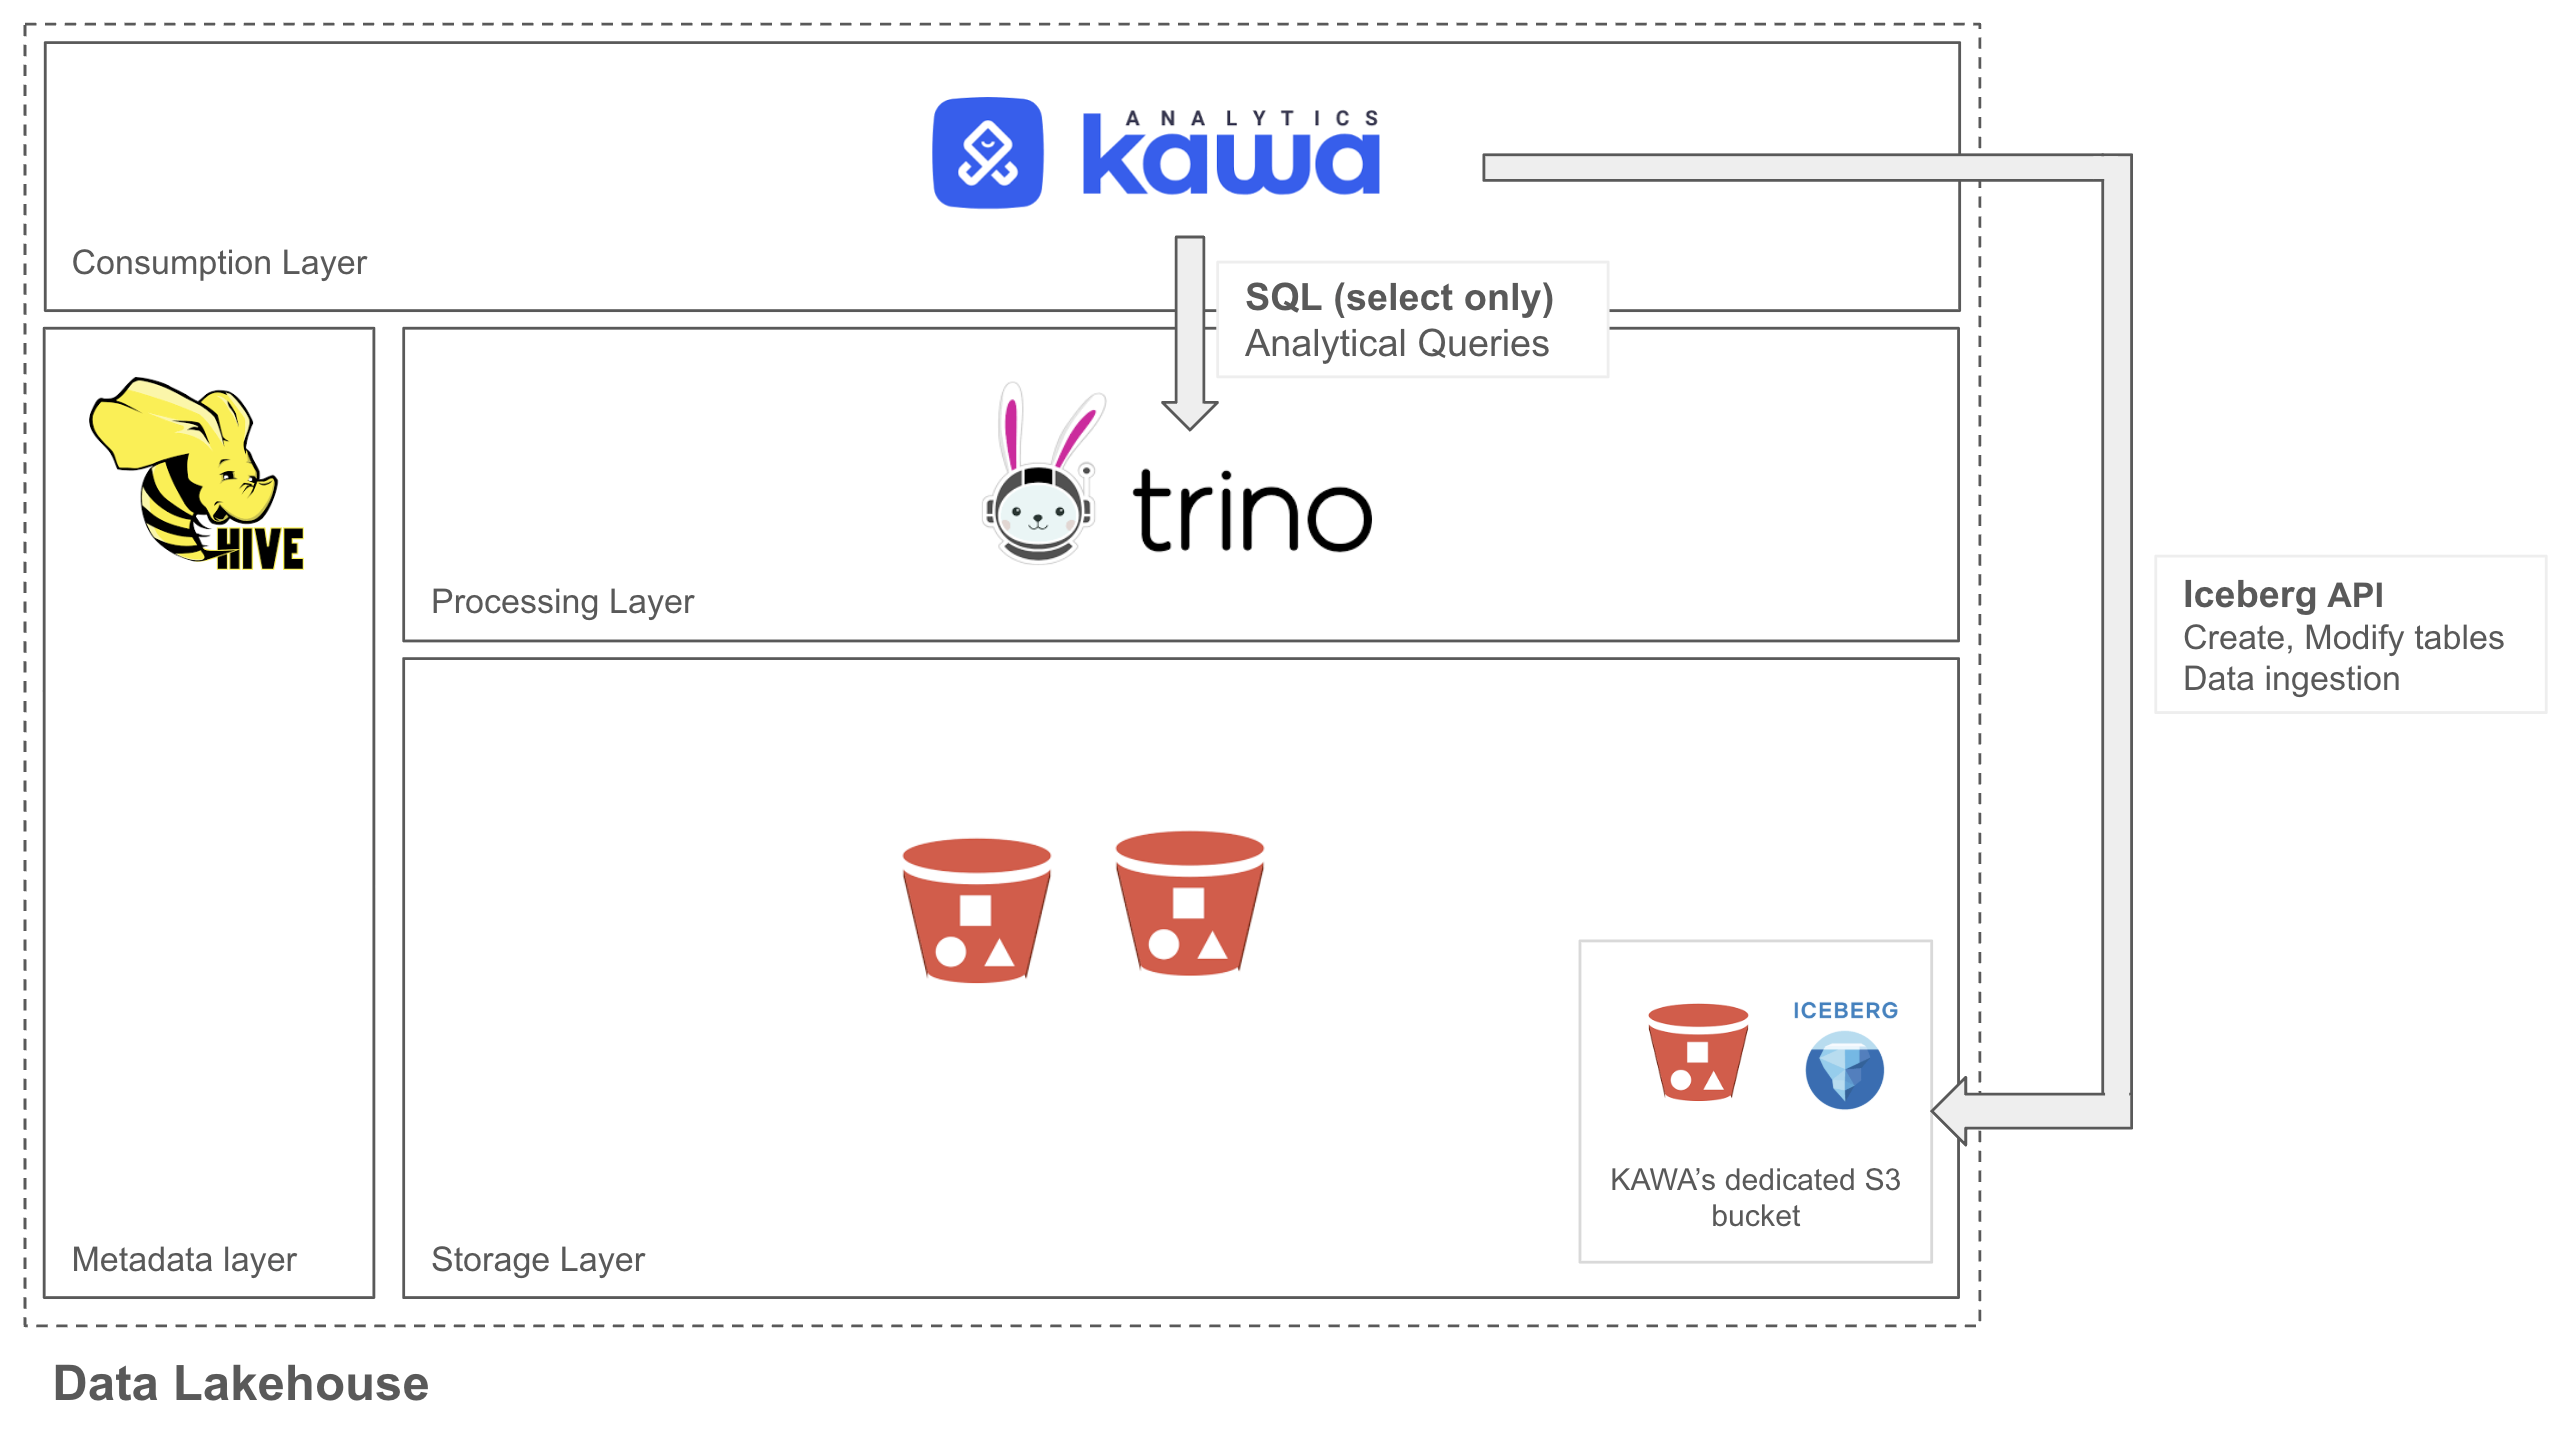 ANALYTICS
kawa
Consumption Layer
SQL (select only)
Analytical Queries
HIVE
trino
Processing Layer
Iceberg API
Create, Modify tables
Data ingestion
ICEBERG
KAWA’s dedicated S3
bucket
Metadata layer
Storage Layer
Data Lakehouse